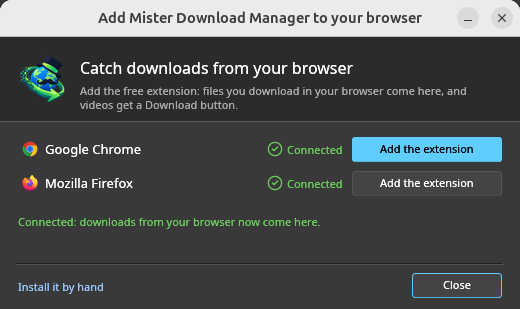 Add Mister Download Manager to your browser
Catch downloads from your browser
Add the free extension: files you download in your browser come here, and
videos get a Download button.
Google Chrome
Connected
Add the extension
Mozilla Firefox
Connected
Add the extension
Connected: downloads from your browser now come here.
Install it by hand
Close